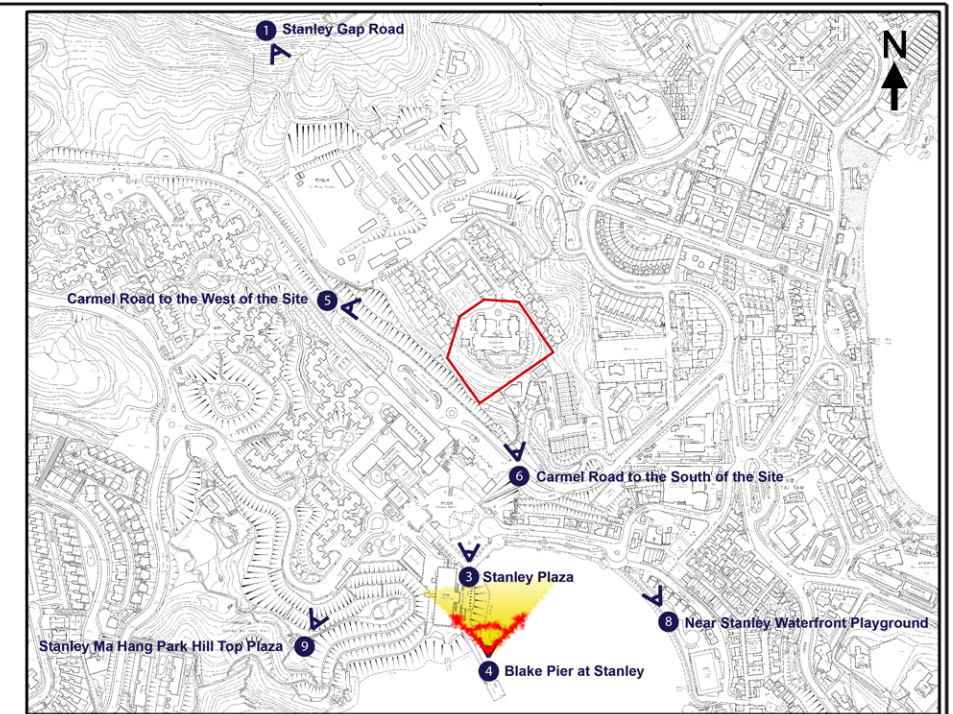 1 Stanley Gap Road
N
Carmel Road to the West of the Site 5
6 Carmel Road to the South of the Site
3 Stanley Plaza
8 Near Stanley Waterfront Playground
Stanley Ma Hang Park Hill Top Plaza 9
4 Blake Pier at Stanley